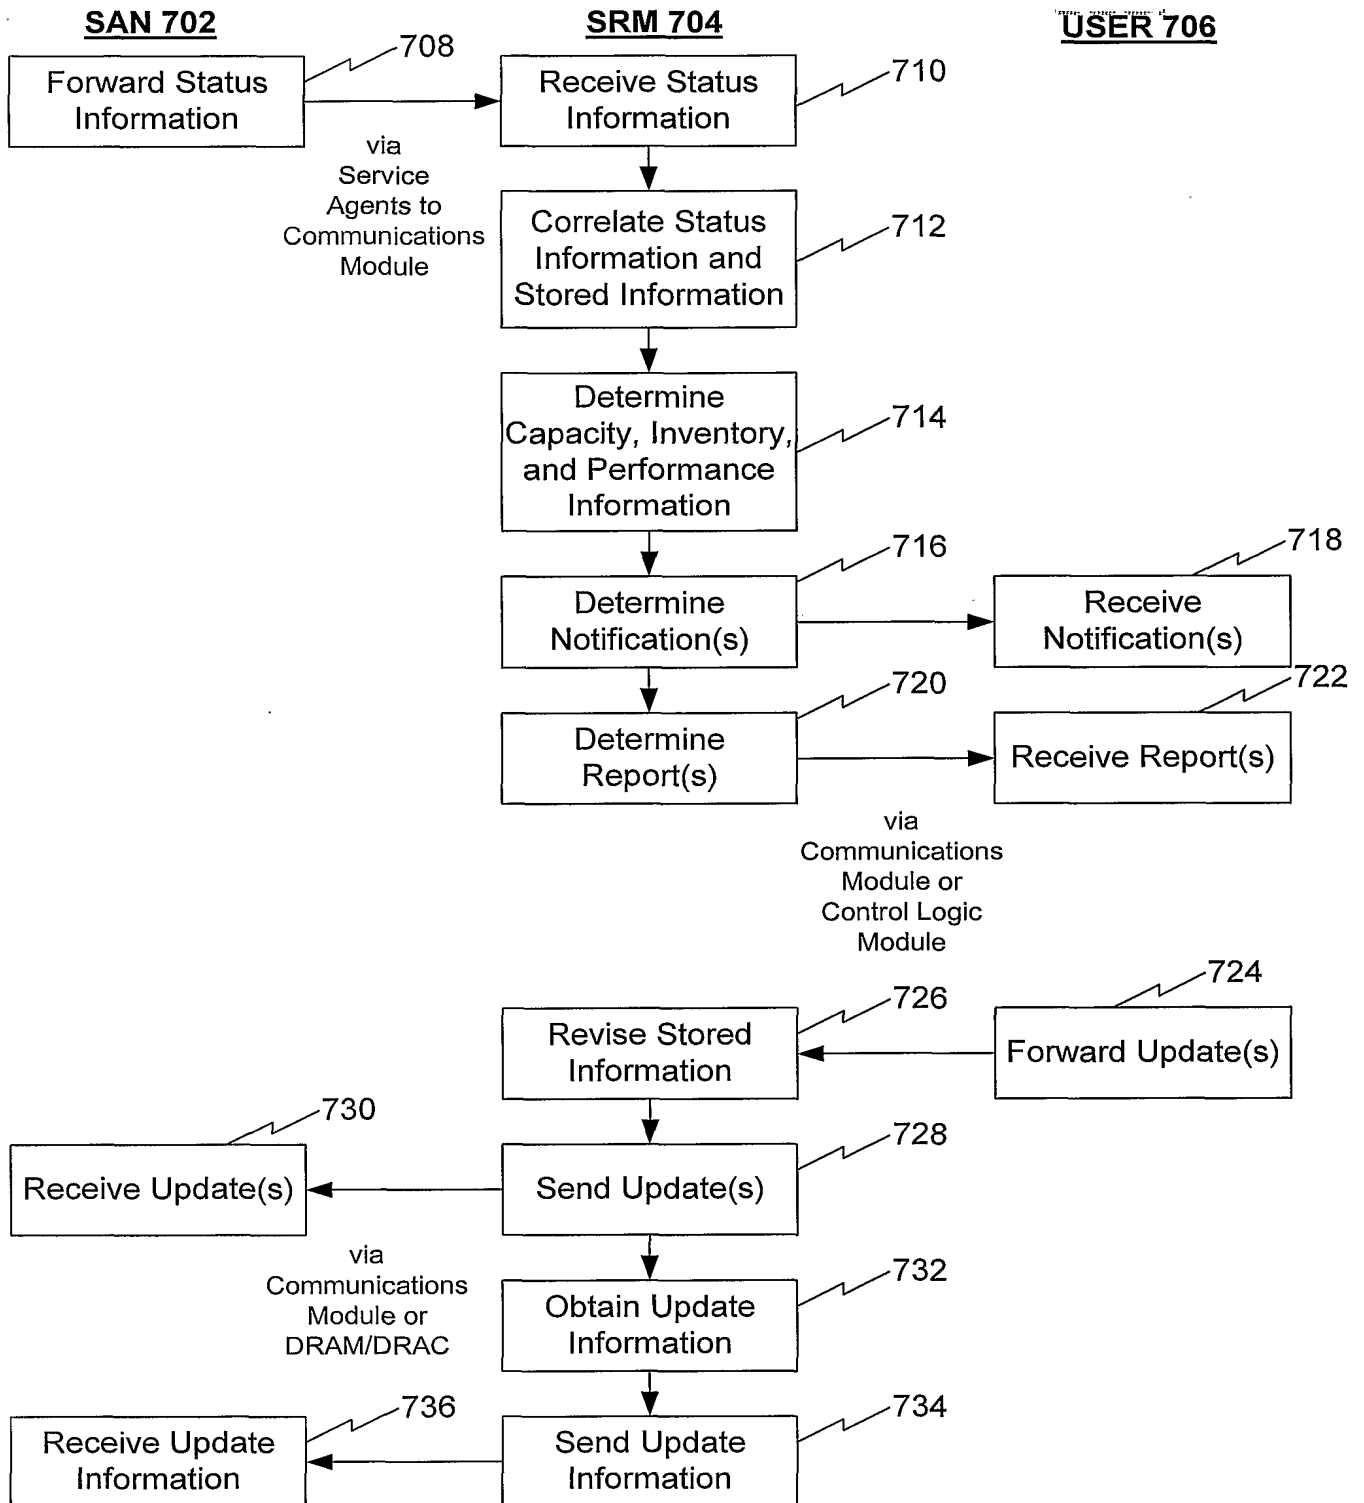 SAN 702
SRM 704
USER 706
708
Forward Status
Information
Receive Status
Information
710
via
Service
Agents to
Communications
Module
Correlate Status
Information and
Stored Information
712
Determine
Capacity, Inventory,
and Performance
Information
714
716
718
Determine
Notification(s)
Receive
Notification(s)
720
722
Determine
Report(s)
Receive Report(s)
via
Communications
Module or
Control Logic
Module
724
726
Revise Stored
Information
Forward Update(s)
730
728
Receive Update(s)
Send Update(s)
via
Communications
Module or
DRAM/DRAC
732
Obtain Update
Information
736
734
Receive Update
Information
Send Update
Information